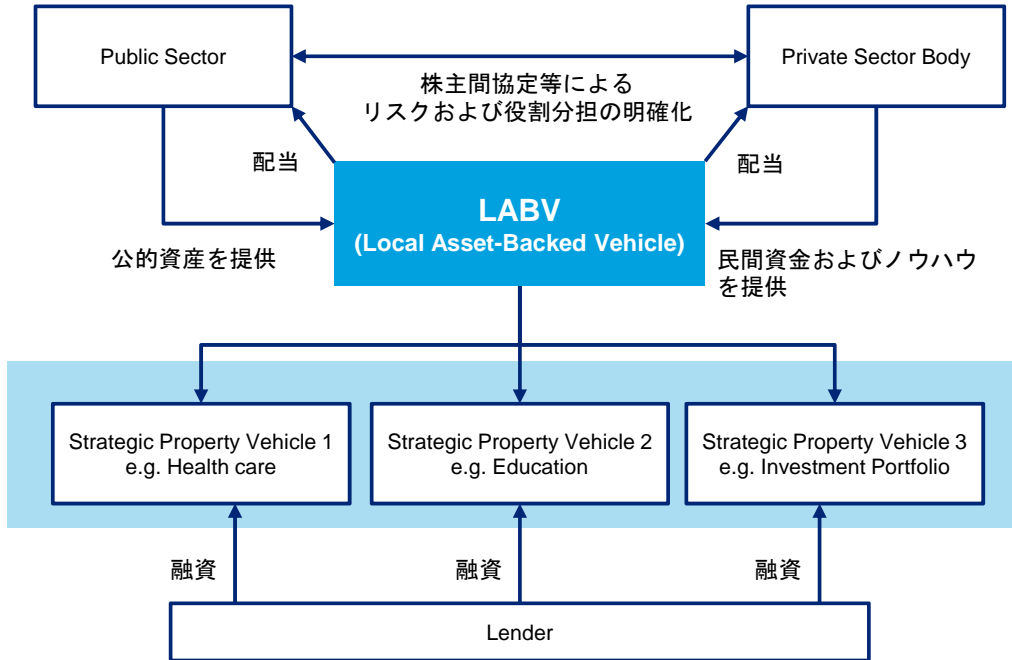 Public Sector
Private Sector Body
株主間協定等による
リスクおよび役割分担の明確化
配当
配当
LABV
(Local Asset-Backed Vehicle)
公的資産を提供
民間資金およびノウハウ
を提供
Strategic Property Vehicle 1
e.g. Health care
Strategic Property Vehicle 2
e.g. Education
Strategic Property Vehicle 3
e.g. Investment Portfolio
融資
融資
融資
Lender